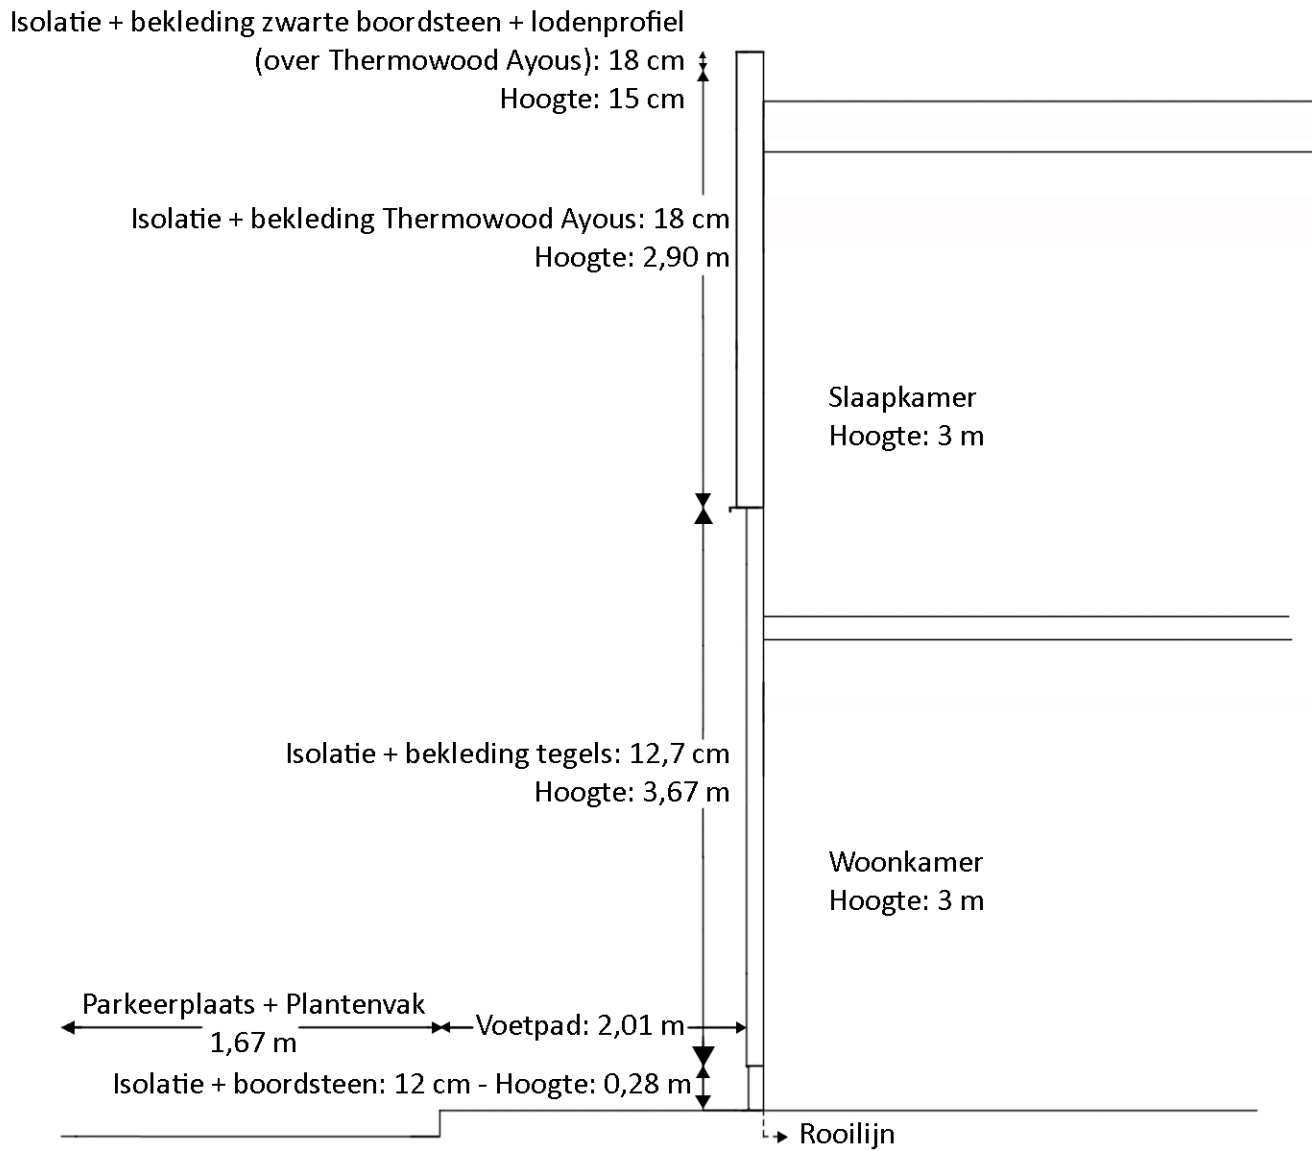 Isolatie + bekleding zwarte boordsteen + lodenprofiel
(over Thermowood Ayous): 18 cm
Hoogte: 15 cm
Isolatie + bekleding Thermowood Ayous: 18 cm
Hoogte: 2,90 m
Slaapkamer
Hoogte: 3 m
Isolatie + bekleding tegels: 12,7 cm
Hoogte: 3,67 m
Woonkamer
Hoogte: 3 m
Parkeerplaats + Plantenvak
1,67 m
Voetpad: 2,01 m
Isolatie + boordsteen: 12 cm - Hoogte: 0,28 m
Rooilijn